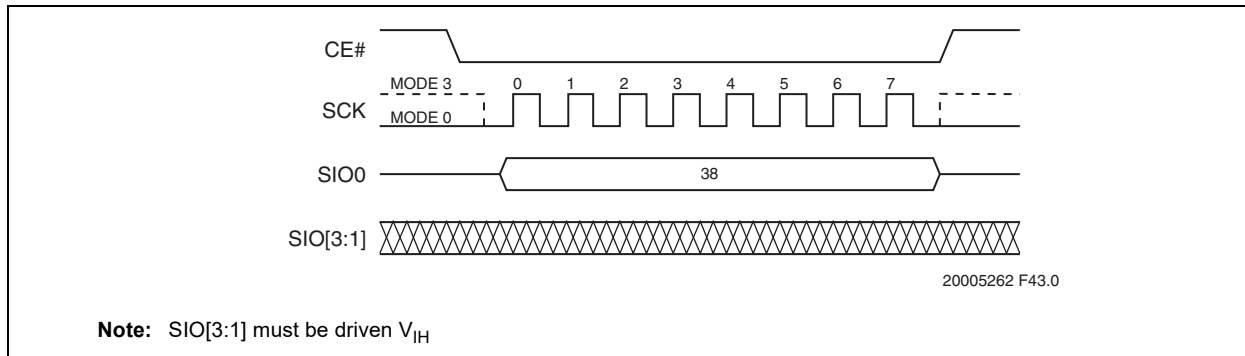 CE#
MODE 3 0 1 2 3 4 5 6 7
SCK
MODE 0
SIO0 38
SIO[3:1]
20005262 F43.0
Note: SIO[3:1] must be driven VIH